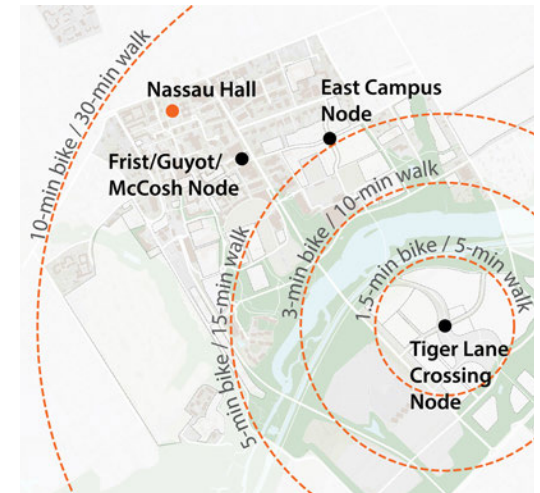 10-min bike / 30-min walk
Nassau Hall
East Campus
Node
Frist/Guyot/
McCosh Node
5-min bike / 15-min walk
3-min bike / 10-min walk
1.5-min bike / 5-min walk
Tiger Lane
Crossing
Node